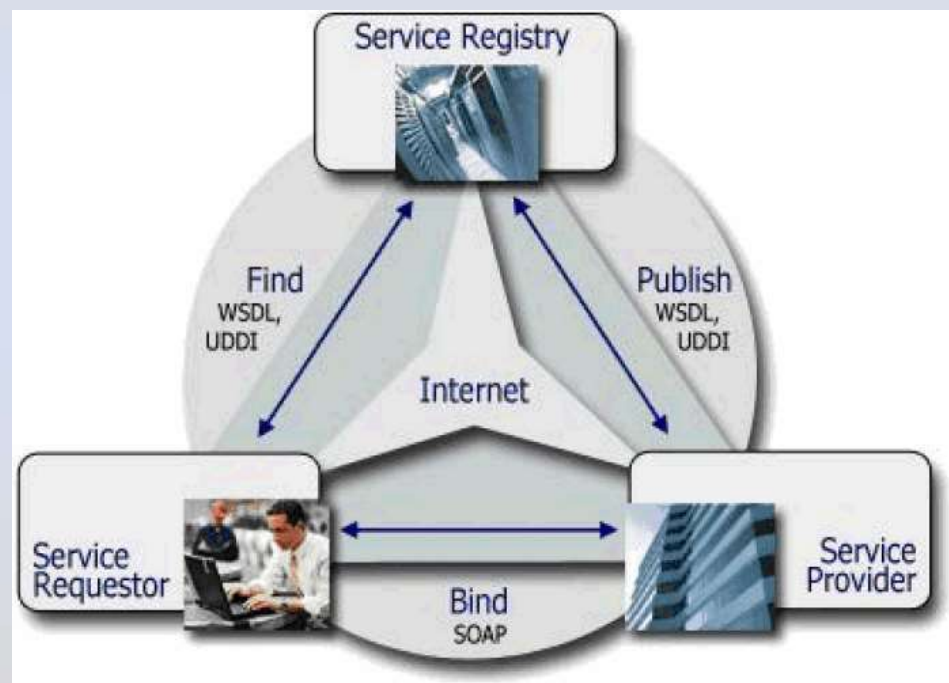 Service Registry
Find
WSDL,
UDDI
Publish
WSDL,
UDDI
Internet
Service
Requestor
Service
Provider
Bind
SOAP